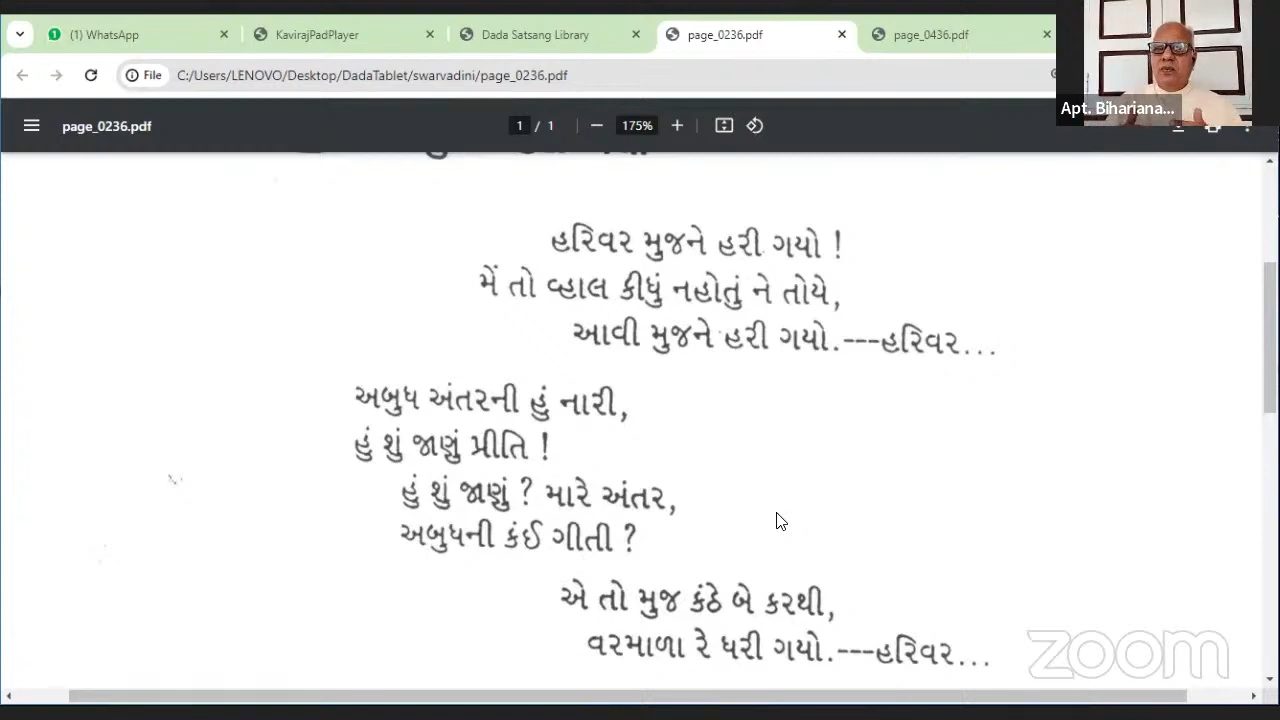 (1) WhatsApp
KavirajPadPlayer
Dada Satsang Library
page_0236.pdf
page_0436.pdf
File
C:/Users/LENOVO/Desktop/DadaTablet/swarvadini/page_0236.pdf
Apt. Bihariana...
page_0236.pdf
1 / 1
175%
હરિવર મુજને હરી ગયો !
મેં તો વ્હાલ કીધું નહોતું ને તોયે,
આવી મુજને હરી ગયો.---હરિવર...
અબુધ અંતરની હું નારી,
હું શું જાણું પ્રીતિ !
હું શું જાણું ? મારે અંતર,
અબુધની કંઈ ગીતી ?
એ તો મુજ કંઠે બે કરથી,
વરમાળા રે ધરી ગયો.---હરિવર...
zoom